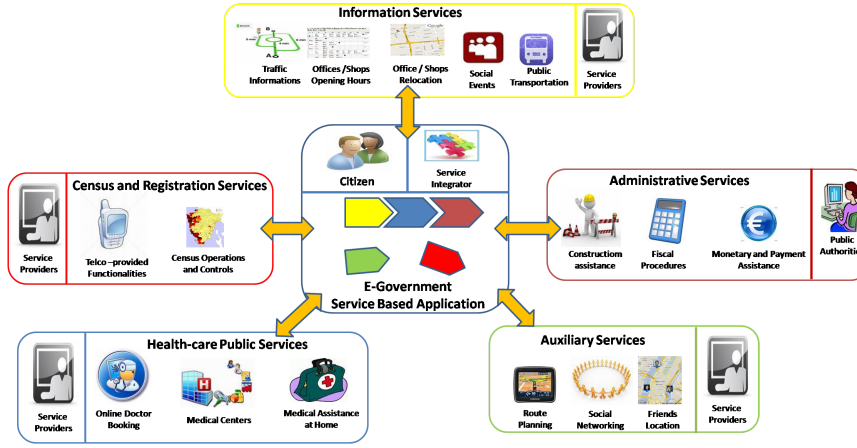 Information Services
Traffic
Informations
Offices /Shops
Opening Hours
Office / Shops
Relocation
Social
Events
Public
Transportation
Service
Providers
Citizen
Service
Integrator
E-Government
Service Based Application
Census and Registration Services
Service
Providers
Telco –provided
Functionalities
Census Operations
and Controls
Administrative Services
Constructiom
assistance
Fiscal
Procedures
Monetary and Payment
Assistance
Public
Authorities
Health-care Public Services
Service
Providers
Online Doctor
Booking
H
Medical Centers
Medical Assistance
at Home
Auxiliary Services
Route
Planning
Social
Networking
Friends
Location
Service
Providers